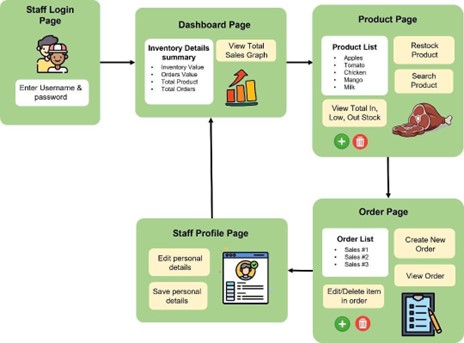 Staff Login
Page
Enter Username &
password
Dashboard Page
Inventory Details
summary
• Inventory Value
• Orders Value
• Total Product
• Total Orders
View Total
Sales Graph
Product Page
Product List
• Apples
• Tomato
• Chicken
• Mango
• Milk
Restock
Product
Search
Product
View Total In,
Low, Out Stock
Order Page
Order List
• Sales #1
• Sales #2
• Sales #3
Create New
Order
View Order
Edit/Delete item
in order
Staff Profile Page
Edit personal
details
Save personal
details